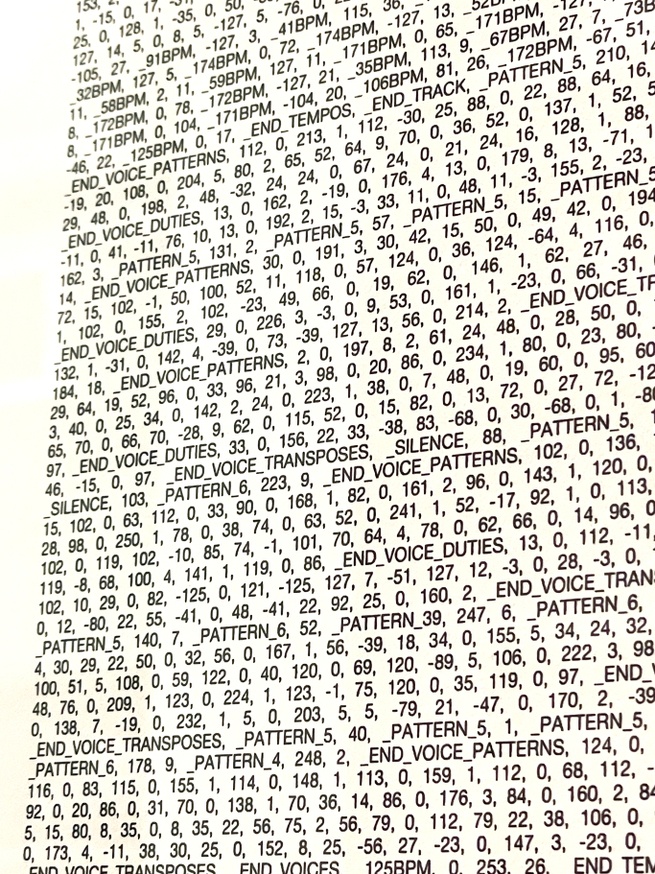 153, 2,
1, -15, 0, 17,
25, 0, 128, 1, -35, 0, 50,
127, 14, 5, 0, 8, 5, -127, 5, -76, 0,
-105, 27, _91BPM, -127, 3, _41BPM, 115, 36,
_32BPM, 127, 5, _174BPM, 0, 72, _174BPM, -127, 13,
11, _58BPM, 2, 11, _59BPM, 127, 11, _171BPM, 0, 65, _171BPM,
8, _172BPM, 0, 78, _172BPM, -127, 21, _35BPM, 113, 9, _67BPM, 27, 7,
8, _171BPM, 0, 104, _171BPM, -104, 20, _106BPM, 81, 26, _172BPM, -67, 51,
-46, 22, _125BPM, 0, 17, _END_TEMPOS, _END_TRACK, _PATTERN_5, 210,
_END_VOICE_PATTERNS, 112, 0, 213, 1, 112, -30, 25, 88, 0, 22, 88, 64, 16,
-19, 20, 108, 0, 204, 5, 80, 2, 65, 52, 64, 9, 70, 0, 36, 52, 0, 137, 1, 52,
29, 48, 0, 198, 2, 48, -32, 24, 24, 0, 67, 24, 0, 21, 24, 16, 128, 1, 88,
_END_VOICE_DUTIES, 13, 0, 162, 2, -19, 0, 176, 4, 13, 0, 179, 8, 13, -71,
-11, 0, 41, -11, 76, 10, 13, 0, 192, 2, 15, -3, 33, 11, 0, 48, 11, -3, 155, 2, -23,
162, 3, _PATTERN_5, 131, 2, _PATTERN_5, 57, _PATTERN_5, 15,
14, _END_VOICE_PATTERNS, 30, 0, 191, 3, 30, 42, 15, 50, 0, 49, 42, 0, 194
72, 15, 102, -1, 50, 100, 52, 11, 118, 0, 57, 124, 0, 36, 124, -64, 4, 116, 0,
1, 102, 0, 155, 2, 102, -23, 49, 66, 0, 19, 62, 0, 146, 1, 62, 27, 46,
_END_VOICE_DUTIES, 29, 0, 226, 3, -3, 0, 9, 53, 0, 161, 1, -23, 0, 66, -31,
132, 1, -31, 0, 142, 4, -39, 0, 73, -39, 127, 13, 56, 0, 214, 2,
184, 18, _END_VOICE_PATTERNS, 2, 0, 197, 8, 2, 61, 24, 48, 0, 28, 50, 0,
29, 64, 19, 52, 96, 0, 33, 96, 21, 3, 98, 0, 20, 86, 0, 234, 1, 80, 0, 23, 80,
3, 40, 0, 25, 34, 0, 142, 2, 24, 0, 223, 1, 38, 0, 7, 48, 0, 19, 60, 0, 95, 60
65, 70, 0, 66, 70, -28, 9, 62, 0, 115, 52, 0, 15, 82, 0, 13, 72, 0, 27, 72,
97, _END_VOICE_DUTIES, 33, 0, 156, 22, 33, -38, 83, -68, 0, 30, -68, 0, 1,
46, -15, 0, 97, _END_VOICE_TRANSPOSES, _SILENCE, 88, _PATTERN_5,
_SILENCE, 103, _PATTERN_6, 223, 9, _END_VOICE_PATTERNS, 102, 0, 136,
15, 102, 0, 63, 112, 0, 33, 90, 0, 168, 1, 82, 0, 161, 2, 96, 0, 143, 1, 120, 0,
28, 98, 0, 250, 1, 78, 0, 38, 74, 0, 63, 52, 0, 241, 1, 52, -17, 92, 1, 0, 113,
102, 0, 119, 102, -10, 85, 74, -1, 101, 70, 64, 4, 78, 0, 62, 66, 0, 14, 96, 0
119, -8, 68, 100, 4, 141, 1, 119, 0, 86, _END_VOICE_DUTIES, 13, 0, 112,
102, 10, 29, 0, 82, -125, 0, 121, -125, 127, 7, -51, 127, 12, -3, 0, 28, -3, 0,
0, 12, -80, 22, 55, -41, 0, 48, -41, 22, 92, 25, 0, 160, 2,
_PATTERN_5, 140, 7, _PATTERN_6, 52, _PATTERN_39, 247, 6, _PATTERN_6,
4, 30, 29, 22, 50, 0, 32, 56, 0, 167, 1, 56, -39, 18, 34, 0, 155, 5, 34, 24, 32,
100, 51, 5, 108, 0, 59, 122, 0, 40, 120, 0, 69, 120, -89, 5, 106, 0, 222, 3, 98
48, 76, 0, 209, 1, 123, 0, 224, 1, 123, -1, 75, 120, 0, 35, 119, 0, 97,
0, 138, 7, -19, 0, 232, 1, 5, 0, 203, 5, 5, -79, 21, -47, 0, 170, 2, -39
_END_VOICE_TRANSPOSES, _PATTERN_5, 40, _PATTERN_5, 1, _PATTERN_5,
_PATTERN_6, 178, 9, _PATTERN_4, 248, 2, _END_VOICE_PATTERNS, 124, 0,
116, 0, 83, 115, 0, 155, 1, 114, 0, 148, 1, 113, 0, 159, 1, 112, 0, 68, 112,
92, 0, 20, 86, 0, 31, 70, 0, 138, 1, 70, 36, 14, 86, 0, 176, 3, 84, 0, 160, 2, 84
5, 15, 80, 8, 35, 0, 8, 35, 22, 56, 75, 2, 56, 79, 0, 112, 79, 22, 38, 106, 0,
0, 173, 4, -11, 38, 30, 25, 0, 152, 8, 25, -56, 27, -23, 0, 147, 3, -23, 0,
_END_VOICE_TRANSPOSES, _END_VOICES, _125BPM, 0, 253, 26,